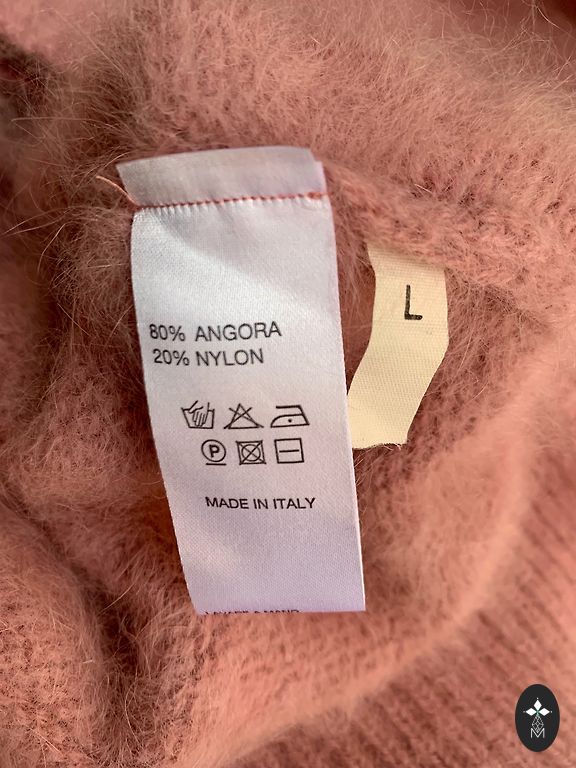 L
80% ANGORA
20% NYLON
P
MADE IN ITALY
M